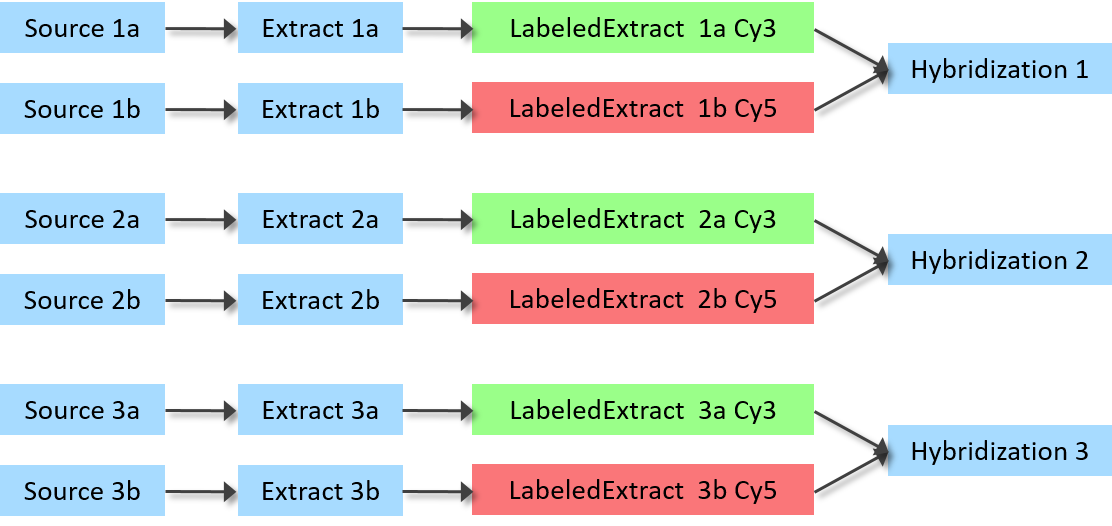 Source 1a
Extract 1a
LabeledExtract  1a Cy3
Hybridization 1
Source 1b
Extract 1b
LabeledExtract  1b Cy5
Source 2a
Extract 2a
LabeledExtract  2a Cy3
Hybridization 2
Source 2b
Extract 2b
LabeledExtract  2b Cy5
Source 3a
Extract 3a
LabeledExtract  3a Cy3
Hybridization 3
Source 3b
Extract 3b
LabeledExtract  3b Cy5